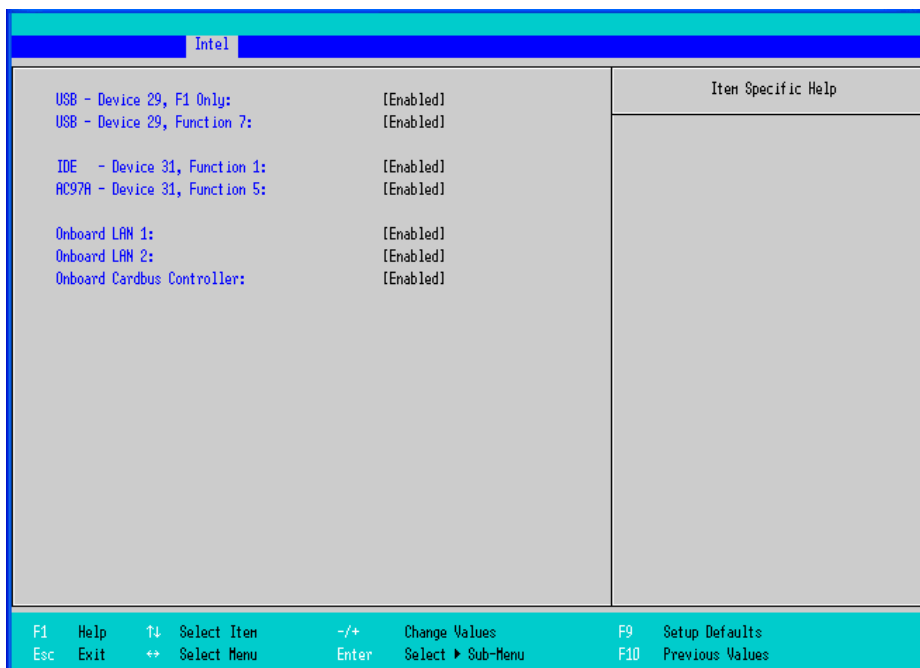 Intel
USB - Device 29, F1 Only: [Enabled]
USB - Device 29, Function 7: [Enabled]
IDE - Device 31, Function 1: [Enabled]
AC97A - Device 31, Function 5: [Enabled]
Onboard LAN 1: [Enabled]
Onboard LAN 2: [Enabled]
Onboard Cardbus Controller: [Enabled]
Item Specific Help
F1 Help ↑↓ Select Item -/+ Change Values F9 Setup Defaults
Esc Exit ↔ Select Menu Enter Select ▶ Sub-Menu F10 Previous Values